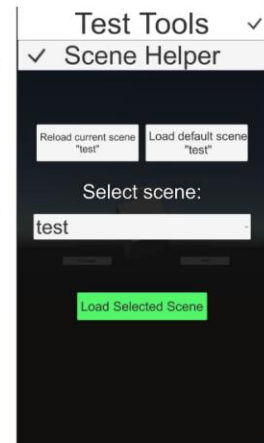 Test Tools
Scene Helper
Reload current scene
"test"
Load default scene
"test"
Select scene:
test
Load Selected Scene